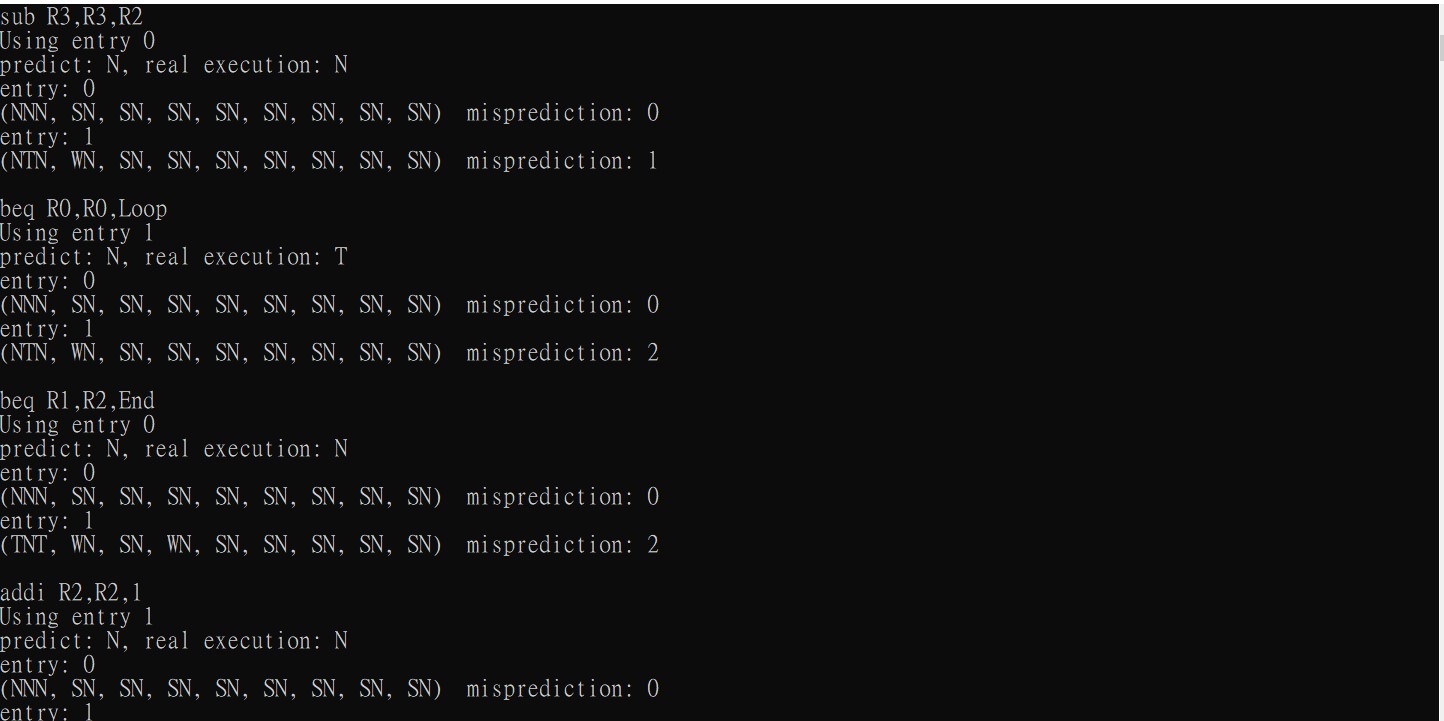 sub R3,R3,R2
Using entry 0
predict: N, real execution: N
entry: 0
(NNN, SN, SN, SN, SN, SN, SN, SN, SN)  misprediction: 0
entry: 1
(NTN, WN, SN, SN, SN, SN, SN, SN, SN)  misprediction: 1

beq R0,R0,Loop
Using entry 1
predict: N, real execution: T
entry: 0
(NNN, SN, SN, SN, SN, SN, SN, SN, SN)  misprediction: 0
entry: 1
(NTN, WN, SN, SN, SN, SN, SN, SN, SN)  misprediction: 2

beq R1,R2,End
Using entry 0
predict: N, real execution: N
entry: 0
(NNN, SN, SN, SN, SN, SN, SN, SN, SN)  misprediction: 0
entry: 1
(TNT, WN, SN, WN, SN, SN, SN, SN, SN)  misprediction: 2

addi R2,R2,1
Using entry 1
predict: N, real execution: N
entry: 0
(NNN, SN, SN, SN, SN, SN, SN, SN, SN)  misprediction: 0
entry: 1